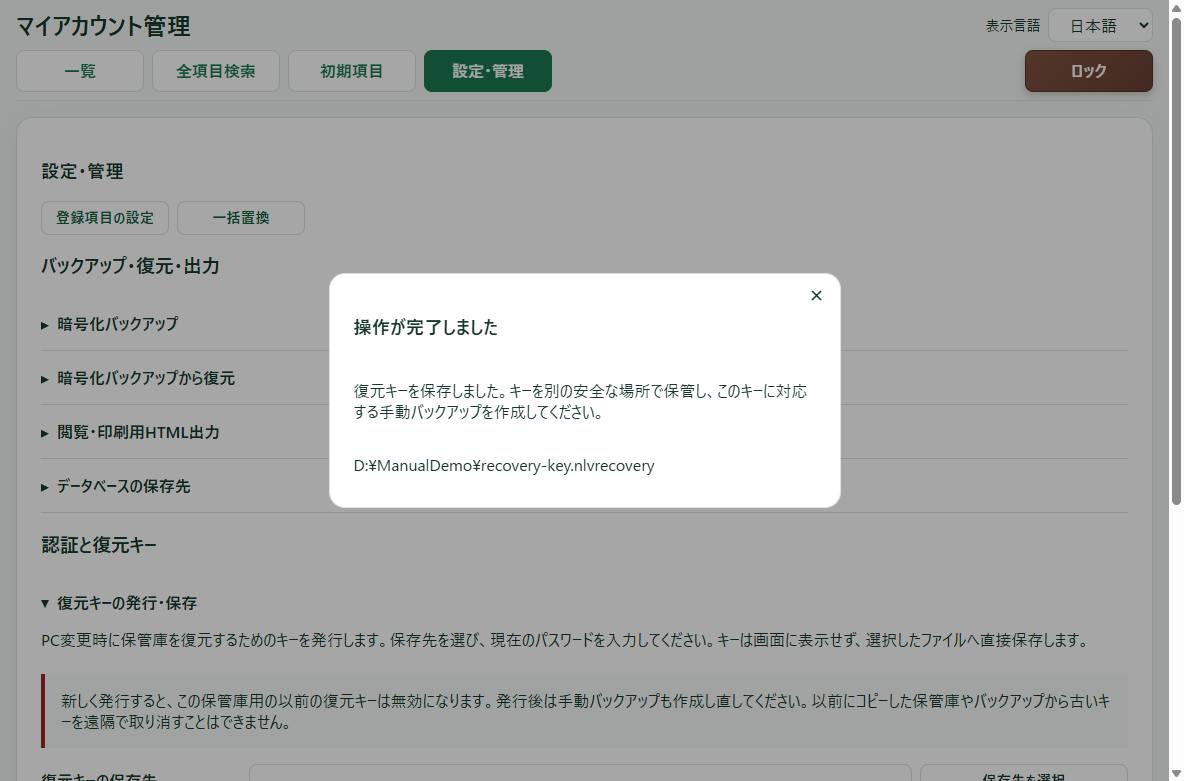 マイアカウント管理
表示言語 日本語
一覧 全項目検索 初期項目 設定・管理 ロック
設定・管理
登録項目の設定 一括置換
バックアップ・復元・出力
▶ 暗号化バックアップ
▶ 暗号化バックアップから復元
▶ 閲覧・印刷用HTML出力
▶ データベースの保存先
×
操作が完了しました
復元キーを保存しました。キーを別の安全な場所で保管し、このキーに対応
する手動バックアップを作成してください。
D:¥ManualDemo¥recovery-key.nlvrecovery
認証と復元キー
▼ 復元キーの発行・保存
PC変更時に保管庫を復元するためのキーを発行します。保存先を選び、現在のパスワードを入力してください。キーは画面に表示せず、選択したファイルへ直接保存します。
新しく発行すると、この保管庫用の以前の復元キーは無効になります。発行後は手動バックアップも作成し直してください。以前にコピーした保管庫やバックアップから古いキ
ーを遠隔で取り消すことはできません。
復元キーの保存先 保存先を選択